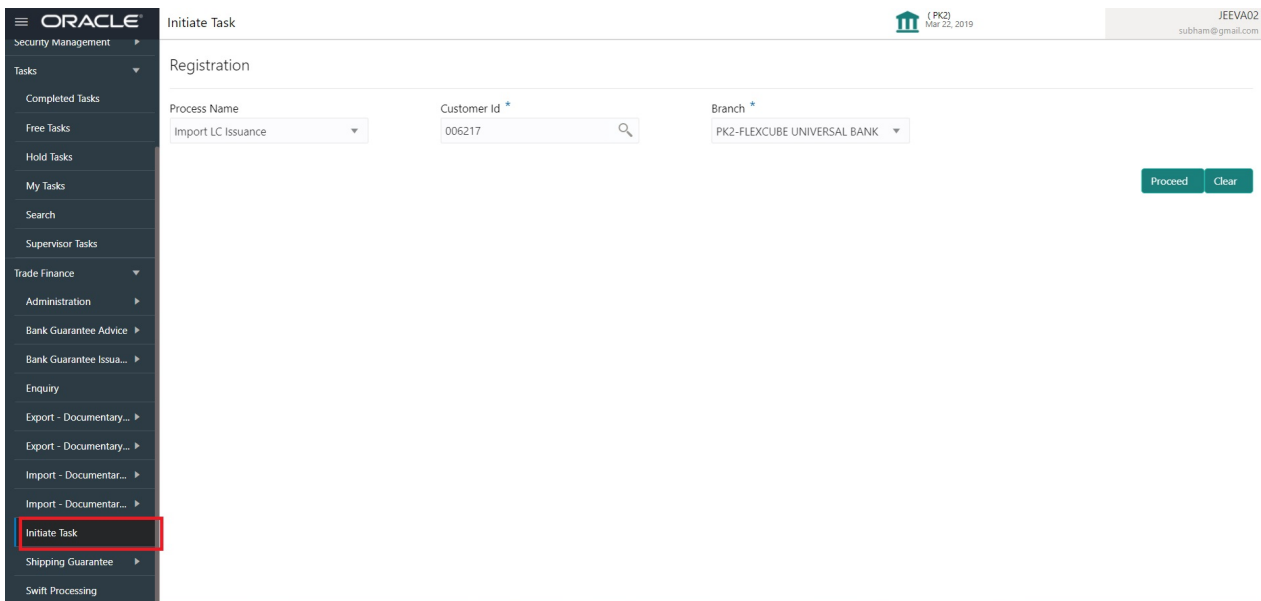 ORACLE
Initiate Task
( PK2)
Mar 22, 2019
JEEVA02
subham@gmail.com
Security Management
Tasks
Completed Tasks
Free Tasks
Hold Tasks
My Tasks
Search
Supervisor Tasks
Trade Finance
Administration
Bank Guarantee Advice
Bank Guarantee Issua...
Enquiry
Export - Documentary...
Export - Documentary...
Import - Documentar...
Import - Documentar...
Initiate Task
Shipping Guarantee
Swift Processing
Registration
Process Name
Import LC Issuance
Customer Id *
006217
Branch *
PK2-FLEXCUBE UNIVERSAL BANK
Proceed
Clear